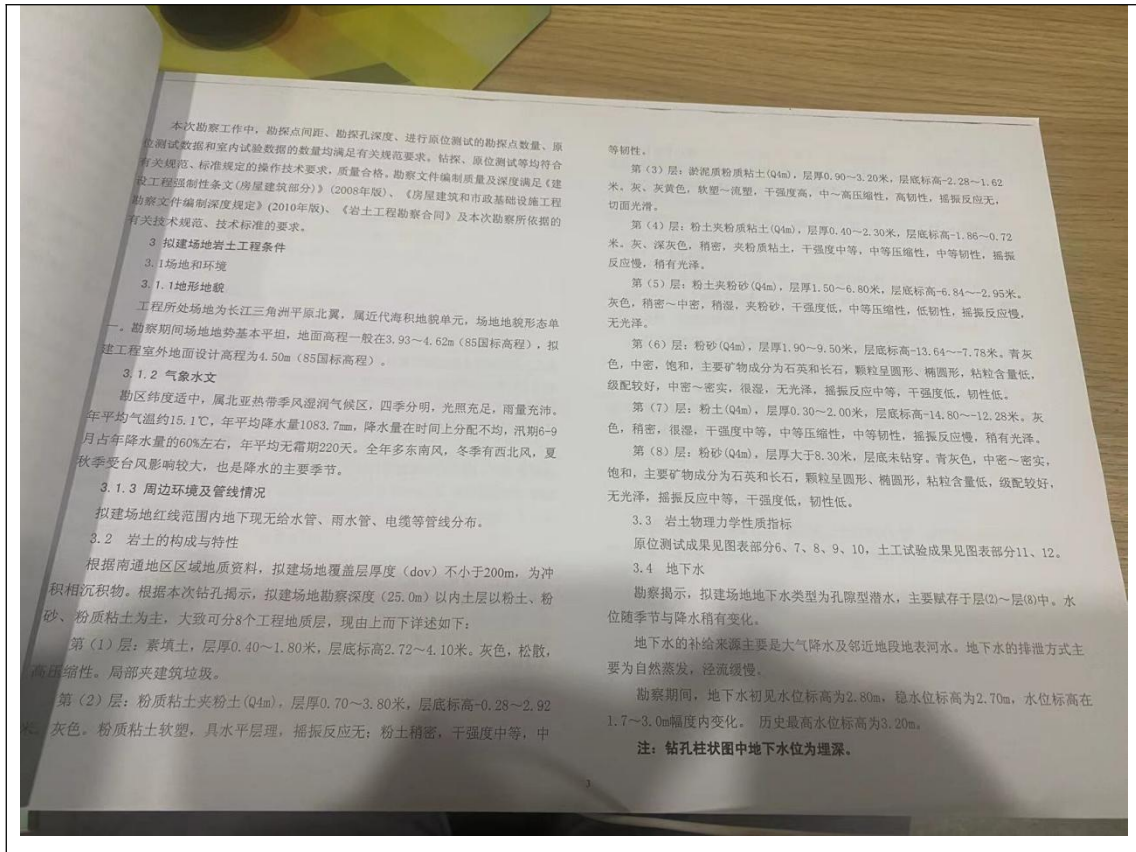 本次勘察工作中，勘探点间距、勘探孔深度、进行原位测试的勘探点数量、原
位测试数据和室内试验数据的数量均满足有关规范要求。钻探、原位测试等均符合
有关规范、标准规定的操作技术要求，质量合格。勘察文件编制质量及深度满足《建
设工程强制性条文(房屋建筑部分)》(2008年版)、《房屋建筑和市政基础设施工程
勘察文件编制深度规定》(2010年版)、《岩土工程勘察合同》及本次勘察所依据的
有关技术规范、技术标准的要求。
3 拟建场地岩土工程条件
3.1场地和环境
3.1.1地形地貌
工程所处场地为长江三角洲平原北翼，属近代海积地貌单元，场地地貌形态单
一。勘察期间场地地势基本平坦，地面高程一般在3.93～4.62m（85国标高程），拟
建工程室外地面设计高程为4.50m（85国标高程）。
3.1.2 气象水文
勘区纬度适中，属北亚热带季风湿润气候区，四季分明，光照充足，雨量充沛。
年平均气温约15.1℃，年平均降水量1083.7mm，降水量在时间上分配不均，汛期6-9
月占年降水量的60%左右，年平均无霜期220天。全年多东南风，冬季有西北风，夏
秋季受台风影响较大，也是降水的主要季节。
3.1.3 周边环境及管线情况
拟建场地红线范围内地下现无给水管、雨水管、电缆等管线分布。
3.2 岩土的构成与特性
根据南通地区区域地质资料，拟建场地覆盖层厚度（dov）不小于200m，为冲
积相沉积物。根据本次钻孔揭示，拟建场地勘察深度（25.0m）以内土层以粉土、粉
砂、粉质粘土为主，大致可分8个工程地质层，现由上而下详述如下：
第（1）层：素填土，层厚0.40～1.80米，层底标高2.72～4.10米。灰色，松散，
高压缩性。局部夹建筑垃圾。
第（2）层：粉质粘土夹粉土(Q4m)，层厚0.70～3.80米，层底标高-0.28～2.92
米。灰色。粉质粘土软塑，具水平层理，摇振反应无；粉土稍密，干强度中等，中
等韧性。
第（3）层：淤泥质粉质粘土(Q4m)，层厚0.90～3.20米，层底标高-2.28～1.62
米。灰、灰黄色，软塑～流塑，干强度高，中～高压缩性，高韧性，摇振反应无，
切面光滑。
第（4）层：粉土夹粉质粘土(Q4m)，层厚0.40～2.30米，层底标高-1.86～0.72
米。灰、深灰色，稍密，夹粉质粘土，干强度中等，中等压缩性，中等韧性，摇振
反应慢，稍有光泽。
第（5）层：粉土夹粉砂(Q4m)，层厚1.50～6.80米，层底标高-6.84～-2.95米。
灰色，稍密～中密，稍湿，夹粉砂，干强度低，中等压缩性，低韧性，摇振反应慢，
无光泽。
第（6）层：粉砂(Q4m)，层厚1.90～9.50米，层底标高-13.64～-7.78米。青灰
色，中密，饱和，主要矿物成分为石英和长石，颗粒呈圆形、椭圆形，粘粒含量低，
级配较好，中密～密实，很湿，无光泽，摇振反应中等，干强度低，韧性低。
第（7）层：粉土(Q4m)，层厚0.30～2.00米，层底标高-14.80～-12.28米。灰
色，稍密，很湿，干强度中等，中等压缩性，中等韧性，摇振反应慢，稍有光泽。
第（8）层：粉砂(Q4m)，层厚大于8.30米，层底未钻穿。青灰色，中密～密实，
饱和，主要矿物成分为石英和长石，颗粒呈圆形、椭圆形，粘粒含量低，级配较好，
无光泽，摇振反应中等，干强度低，韧性低。
3.3 岩土物理力学性质指标
原位测试成果见图表部分6、7、8、9、10，土工试验成果见图表部分11、12。
3.4 地下水
勘察揭示，拟建场地地下水类型为孔隙型潜水，主要赋存于层(2)～层(8)中。水
位随季节与降水稍有变化。
地下水的补给来源主要是大气降水及邻近地段地表河水。地下水的排泄方式主
要为自然蒸发，径流缓慢。
勘察期间，地下水初见水位标高为2.80m，稳水位标高为2.70m，水位标高在
1.7～3.0m幅度内变化。 历史最高水位标高为3.20m。
注：钻孔柱状图中地下水位为埋深。
3